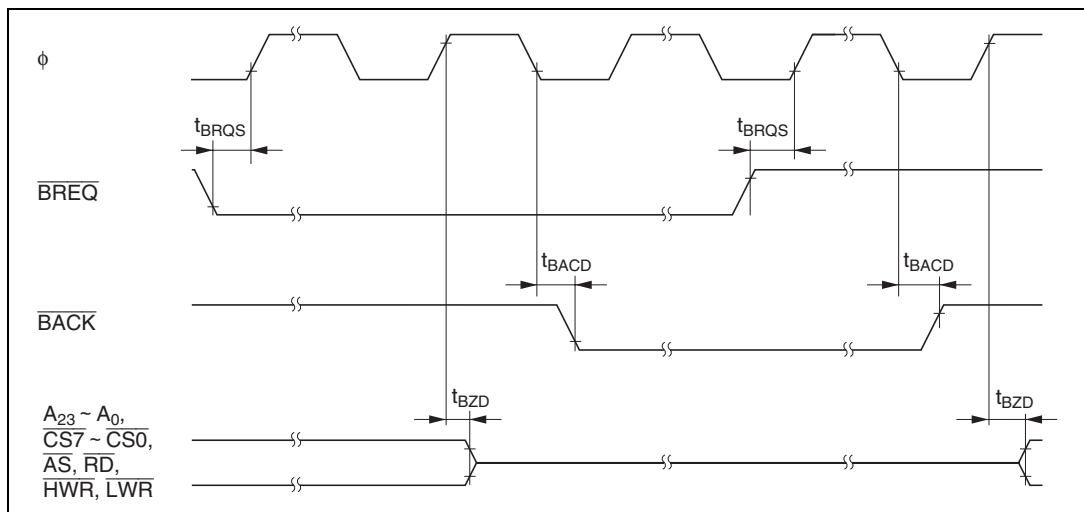 ϕ
tBRQS
tBRQS
BREQ
tBACD
tBACD
BACK
tBZD
tBZD
A23 ~ A0,
CS7 ~ CS0,
AS, RD,
HWR, LWR